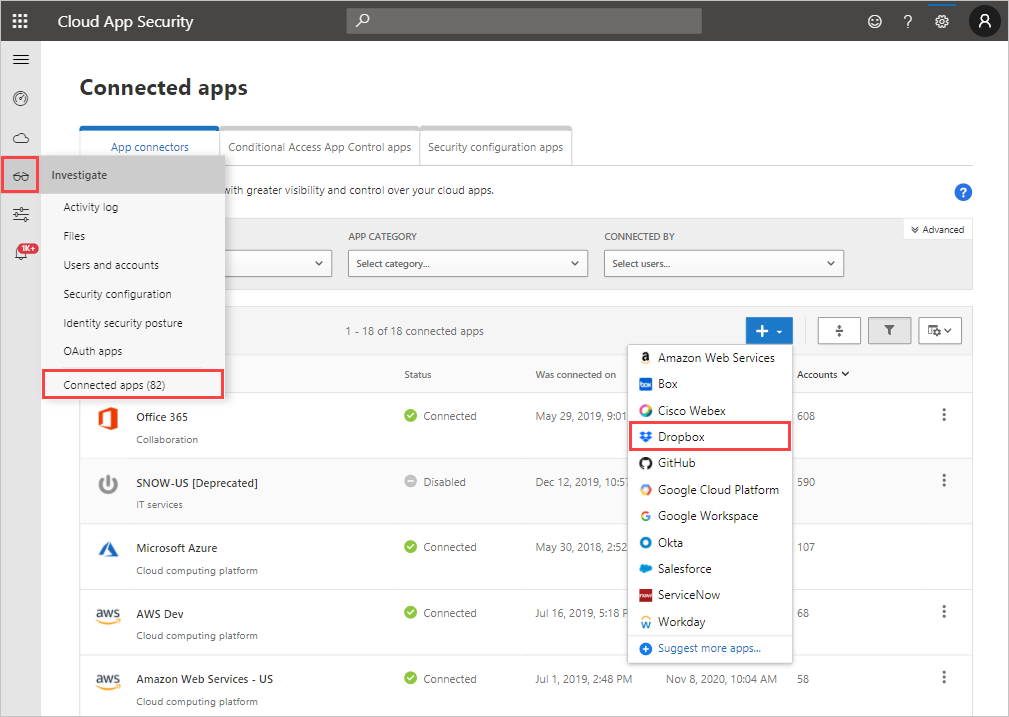 Cloud App Security
Connected apps
App connectors
Conditional Access App Control apps
Security configuration apps
Investigate
with greater visibility and control over your cloud apps.
?
Activity log
Files
Users and accounts
Security configuration
Identity security posture
OAuth apps
Connected apps (82)
1K+
APP CATEGORY
CONNECTED BY
Advanced
Select category...
Select users...
1 - 18 of 18 connected apps
Status
Was connected on
Accounts
Amazon Web Services
Box
Cisco Webex
Dropbox
GitHub
Google Cloud Platform
Google Workspace
Okta
Salesforce
ServiceNow
Workday
Suggest more apps...
Office 365
Collaboration
Connected
May 29, 2019, 9:01
608
SNOW-US [Deprecated]
IT services
Disabled
Dec 12, 2019, 10:57
590
Microsoft Azure
Cloud computing platform
Connected
May 30, 2018, 2:52
107
aws
AWS Dev
Cloud computing platform
Connected
Jul 16, 2019, 5:18 P
68
aws
Amazon Web Services - US
Cloud computing platform
Connected
Jul 1, 2019, 2:48 PM
Nov 8, 2020, 10:04 AM
58